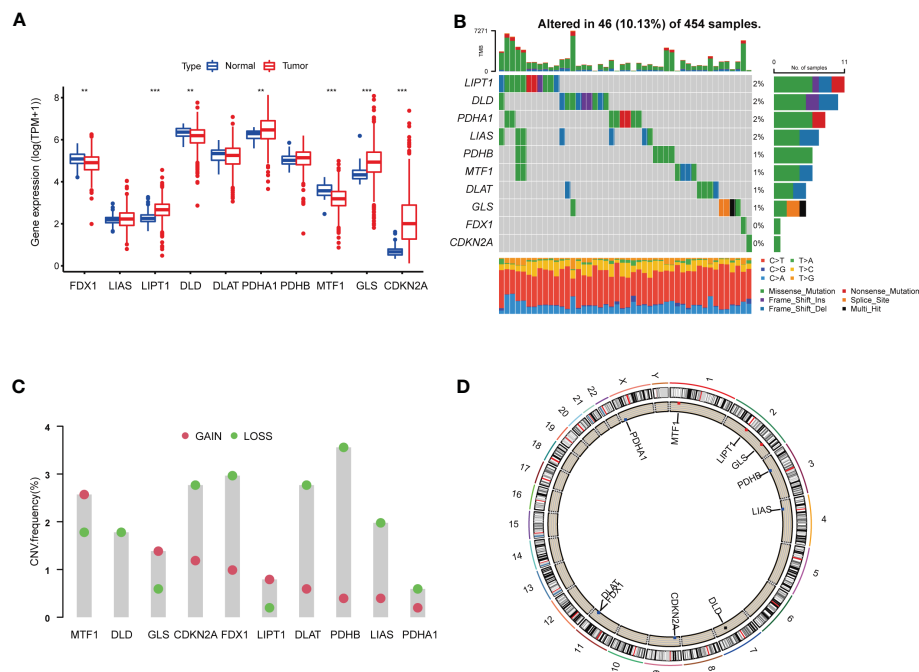 A
Type Normal Tumor
Gene expression (log(TPM+1))
8
6
4
2
0
** *** ** ** *** *** ***
FDX1 LIAS LIPT1 DLD DLAT PDHA1 PDHB MTF1 GLS CDKN2A
B
Altered in 46 (10.13%) of 454 samples.
7271
TMB
0
No. of samples
0 11
LIPT1 2%
DLD 2%
PDHA1 2%
LIAS 2%
PDHB 1%
MTF1 1%
DLAT 1%
GLS 1%
FDX1 0%
CDKN2A 0%
C>T T>A
C>G T>C
C>A T>G
Missense_Mutation Nonsense_Mutation
Frame_Shift_Ins Splice_Site
Frame_Shift_Del Multi_Hit
C
GAIN LOSS
CNV.frequency(%)
4
3
2
1
0
MTF1 DLD GLS CDKN2A FDX1 LIPT1 DLAT PDHB LIAS PDHA1
D
1
2
3
4
5
6
7
8
9
10
11
12
13
14
15
16
17
18
19
20
21
22
X
Y
MTF1
LIPT1
GLS
PDHB
LIAS
DLD
CDKN2A
FDX1
DLAT
PDHA1